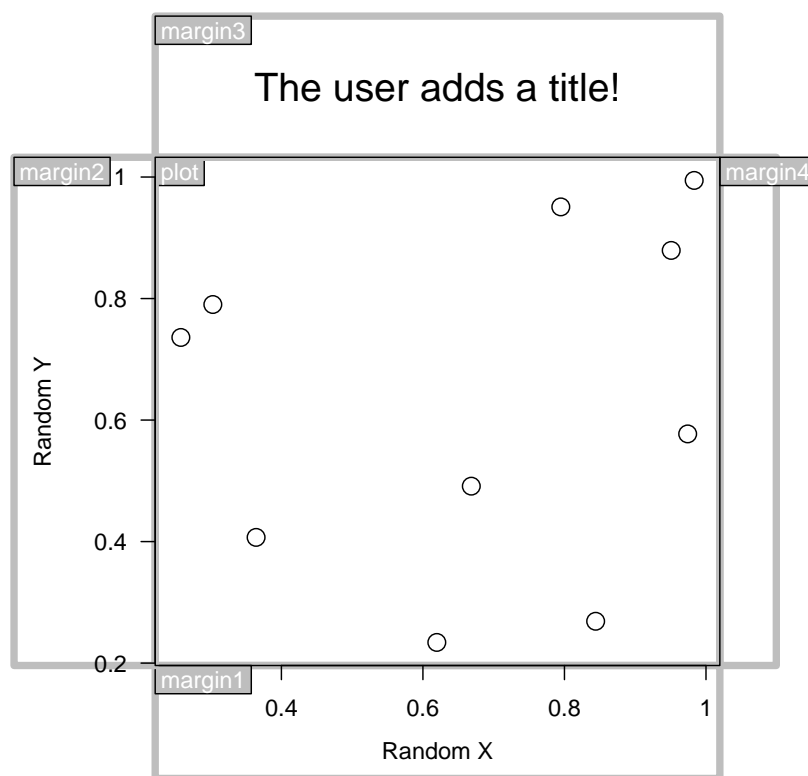 margin3
The user adds a title!
margin2
plot
margin4
1
0.8
0.6
0.4
0.2
Random Y
margin1
0.4 0.6 0.8 1
Random X